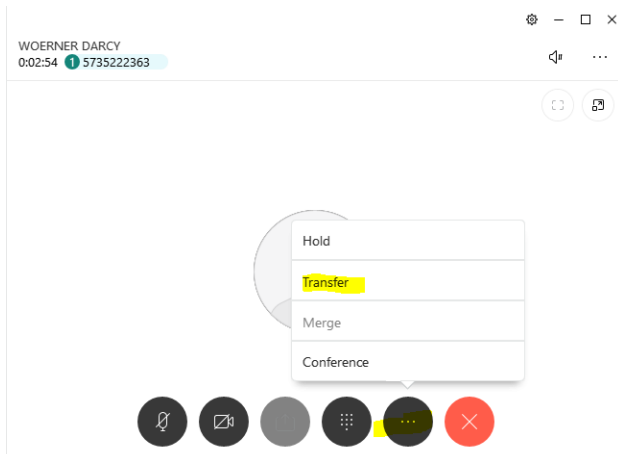 WOERNER DARCY
0:02:54 1 5735222363
Hold
Transfer
Merge
Conference